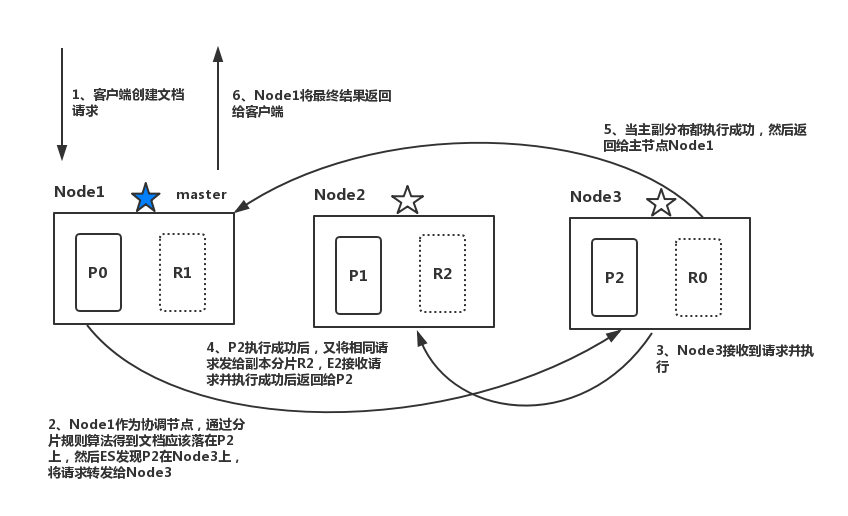 1、客户端创建文档
请求
6、Node1将最终结果返回
给客户端
5、当主副分布都执行成功，然后返
回给主节点Node1
Node1
master
Node2
Node3
P0
R1
P1
R2
P2
R0
4、P2执行成功后，又将相同请
求发给副本分片R2，E2接收请
求并执行成功后返回给P2
3、Node3接收到请求并执
行
2、Node1作为协调节点，通过分
片规则算法得到文档应该落在P2
上，然后ES发现P2在Node3上，
将请求转发给Node3